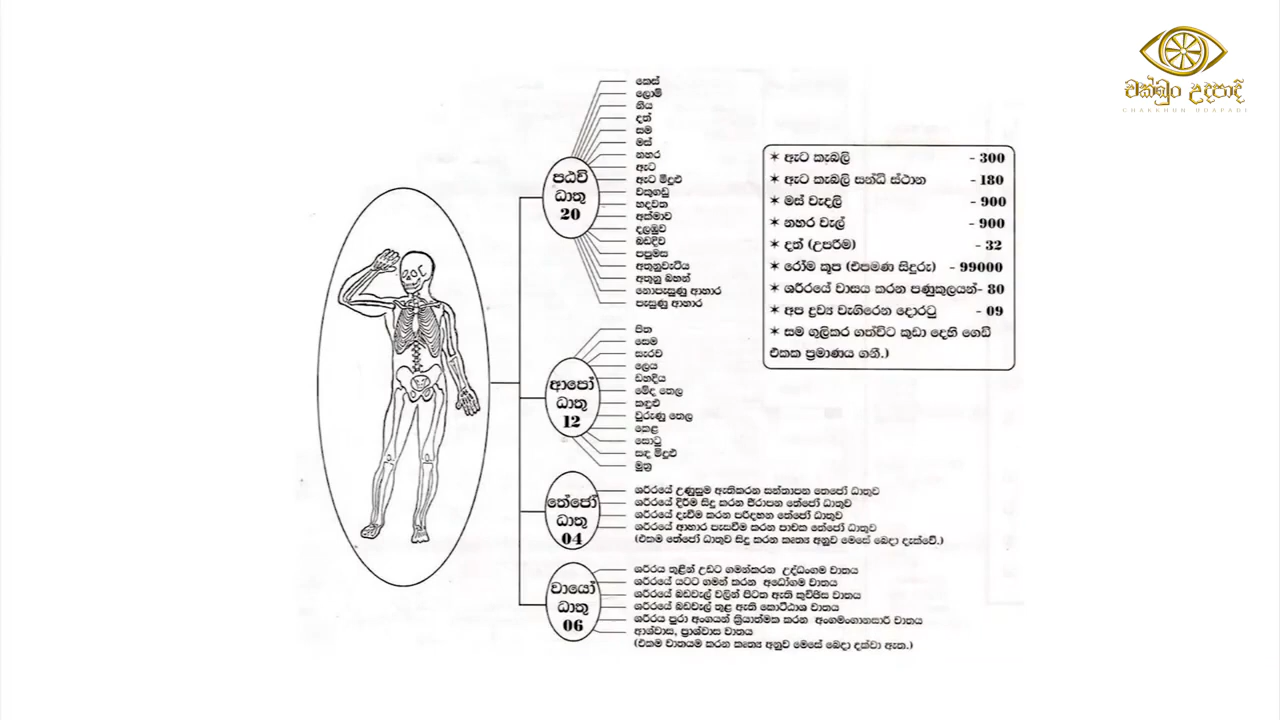 චක්ඛුං උදපාදි
CHAKKHUN UDAPADI
පඨවි
ධාතු
20
කෙස්
ලොම්
නිය
දත්
සම
මස්
නහර
ඇට
ඇට මිදුළු
වකුගඩු
හදවත
අක්මාව
දලඹුව
බඩදිව
පපුමස
අතුනුවැටිය
අතුනු බහන්
නොපැසුණු ආහාර
පැසුණු ආහාර
✶ ඇට කැබලි - 300
✶ ඇට කැබලි සන්ධි ස්ථාන - 180
✶ මස් වැදලි - 900
✶ නහර වැල් - 900
✶ දත් (උපරිම) - 32
✶ රෝම කූප (එපමණ සිදුරු) - 99000
✶ ශරීරයේ වාසය කරන පණුකුලයන්- 80
✶ අප ද්‍රව්‍ය වැගිරෙන දොරටු - 09
✶ සම ගුලිකර ගත්විට කුඩා දෙහි ගෙඩි
එකක ප්‍රමාණය ගනී.)
ආපෝ
ධාතු
12
පිත
සෙම
සැරව
ලෙය
ඩහදිය
මේද තෙල
කඳුළු
වුරුණු තෙල
කෙළ
සොටු
සඳ මිදුළු
මුත්‍ර
තේජෝ
ධාතු
04
ශරීරයේ උණුසුම ඇතිකරන සන්තාපන තෙජෝ ධාතුව
ශරීරයේ දිරීම සිදු කරන ජීරාපන තේජෝ ධාතුව
ශරීරයේ දැවීම කරන පරිදහන තේජෝ ධාතුව
ශරීරයේ ආහාර පැසවීම කරන පාචක තේජෝ ධාතුව
(එකම තේජෝ ධාතුව සිදු කරන කෘත්‍ය අනුව මෙසේ බෙදා දැක්වේ.)
වායෝ
ධාතු
06
ශරීරය තුළින් උඩට ගමන්කරන උද්ධංගම වාතය
ශරීරයේ යටට ගමන් කරන අධෝගම වාතය
ශරීරයේ බඩවැල් වලින් පිටත ඇති කුච්ජිස වාතය
ශරීරයේ බඩවැල් තුළ ඇති කොට්ඨාශ වාතය
ශරීරය පුරා අංගයන් ක්‍රියාත්මක කරන අංගමංගානසාරී වාතය
ආශ්වාස, ප්‍රාශ්වාස වාතය
(එකම වාතයම කරන කෘත්‍ය අනුව මෙසේ බෙදා දක්වා ඇත.)